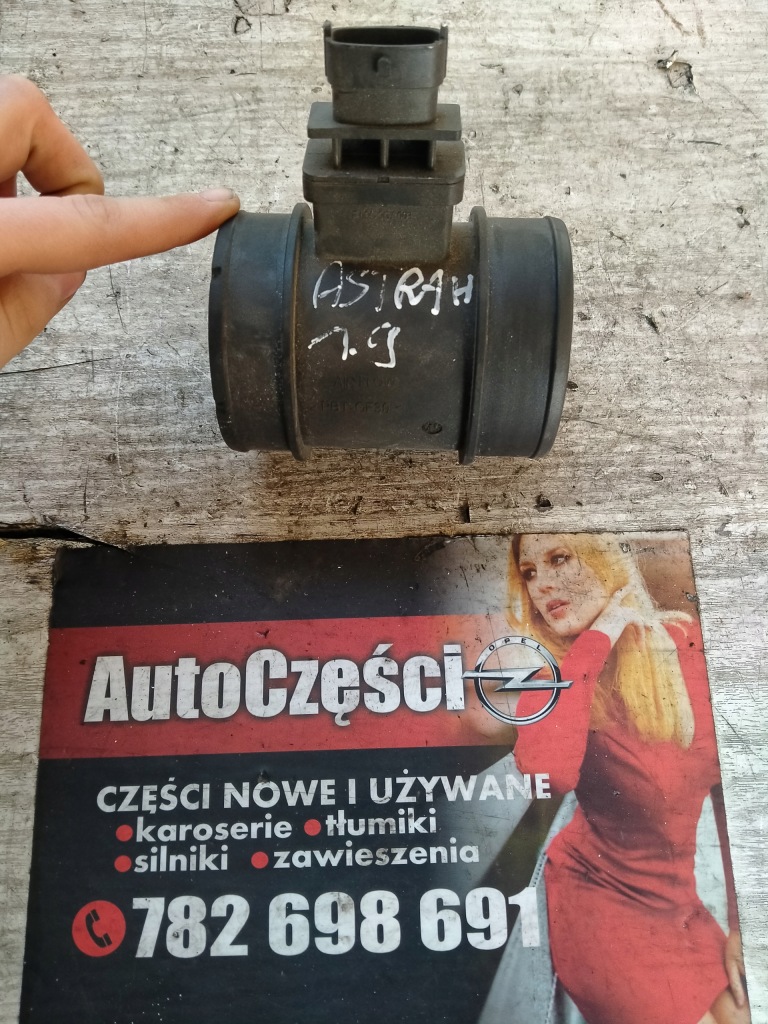 ASTRA H
1.9
OPEL
AutoCzęści
CZĘŚCI NOWE I UŻYWANE
•karoserie •tłumiki
•silniki •zawieszenia
782 698 691